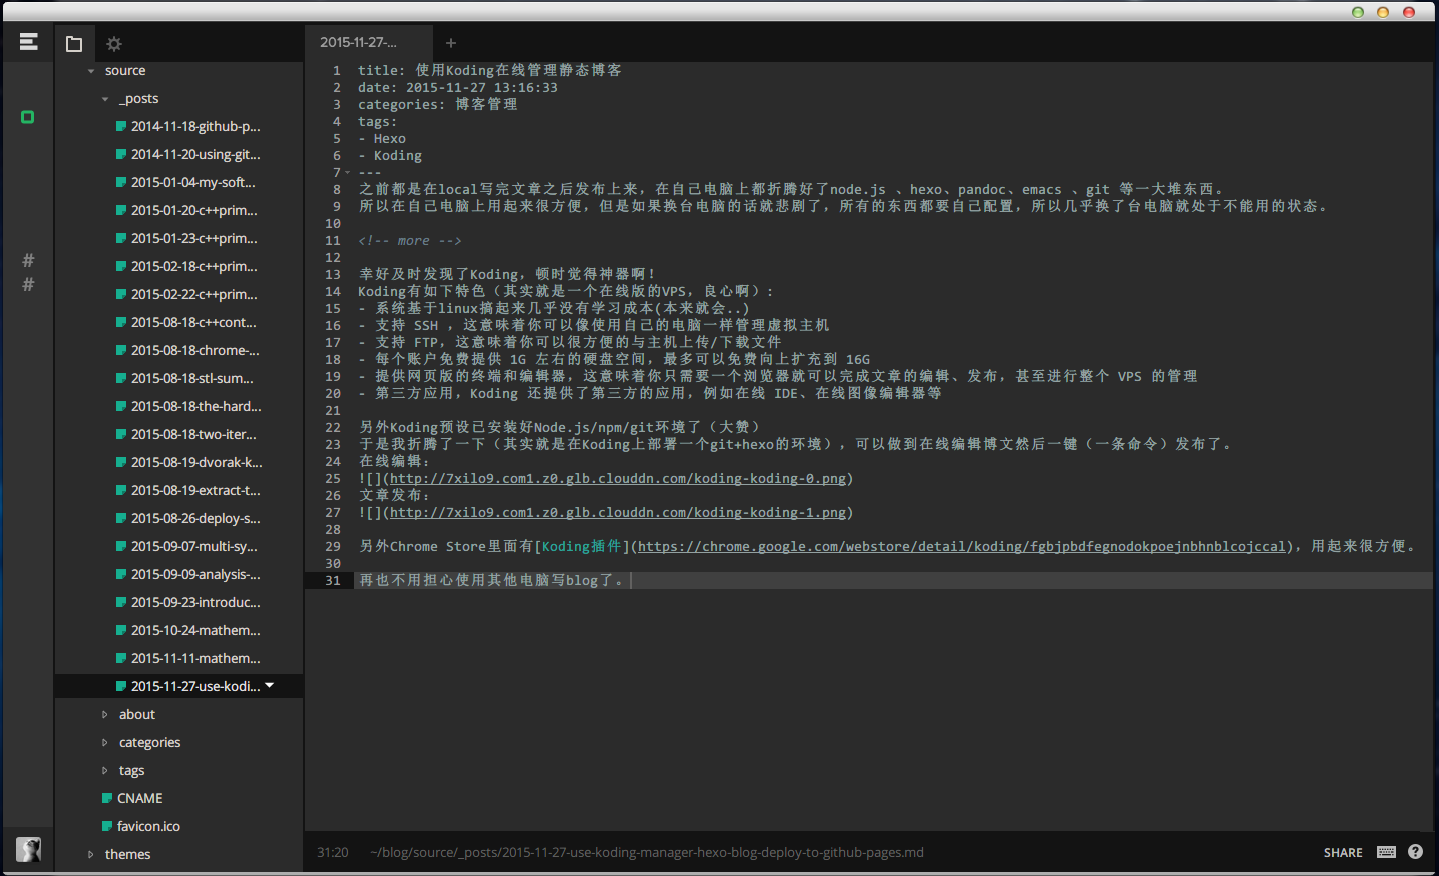 2015-11-27-...
source
_posts
2014-11-18-github-p...
2014-11-20-using-git...
2015-01-04-my-soft...
2015-01-20-c++prim...
2015-01-23-c++prim...
2015-02-18-c++prim...
2015-02-22-c++prim...
2015-08-18-c++cont...
2015-08-18-chrome-...
2015-08-18-stl-sum...
2015-08-18-the-hard...
2015-08-18-two-iter...
2015-08-19-dvorak-k...
2015-08-19-extract-t...
2015-08-26-deploy-s...
2015-09-07-multi-sy...
2015-09-09-analysis-...
2015-09-23-introduc...
2015-10-24-mathem...
2015-11-11-mathem...
2015-11-27-use-kodi...
about
categories
tags
CNAME
favicon.ico
themes
#
#
1 title: 使用Koding在线管理静态博客
2 date: 2015-11-27 13:16:33
3 categories: 博客管理
4 tags:
5 - Hexo
6 - Koding
7 ---
8 之前都是在local写完文章之后发布上来，在自己电脑上都折腾好了node.js 、hexo、pandoc、emacs 、git 等一大堆东西。
9 所以在自己电脑上用起来很方便，但是如果换台电脑的话就悲剧了，所有的东西都要自己配置，所以几乎换了台电脑就处于不能用的状态。
10
11 <!-- more -->
12
13 幸好及时发现了Koding，顿时觉得神器啊！
14 Koding有如下特色（其实就是一个在线版的VPS，良心啊）：
15 - 系统基于linux搞起来几乎没有学习成本(本来就会..)
16 - 支持 SSH ，这意味着你可以像使用自己的电脑一样管理虚拟主机
17 - 支持 FTP，这意味着你可以很方便的与主机上传/下载文件
18 - 每个账户免费提供 1G 左右的硬盘空间，最多可以免费向上扩充到 16G
19 - 提供网页版的终端和编辑器，这意味着你只需要一个浏览器就可以完成文章的编辑、发布，甚至进行整个 VPS 的管理
20 - 第三方应用，Koding 还提供了第三方的应用，例如在线 IDE、在线图像编辑器等
21
22 另外Koding预设已安装好Node.js/npm/git环境了（大赞）
23 于是我折腾了一下（其实就是在Koding上部署一个git+hexo的环境），可以做到在线编辑博文然后一键（一条命令）发布了。
24 在线编辑：
25 ![](http://7xilo9.com1.z0.glb.clouddn.com/koding-koding-0.png)
26 文章发布：
27 ![](http://7xilo9.com1.z0.glb.clouddn.com/koding-koding-1.png)
28
29 另外Chrome Store里面有[Koding插件](https://chrome.google.com/webstore/detail/koding/fgbjpbdfegnodokpoejnbhnblcojccal)，用起来很方便。
30
31 再也不用担心使用其他电脑写blog了。
31:20 ~/blog/source/_posts/2015-11-27-use-koding-manager-hexo-blog-deploy-to-github-pages.md
SHARE